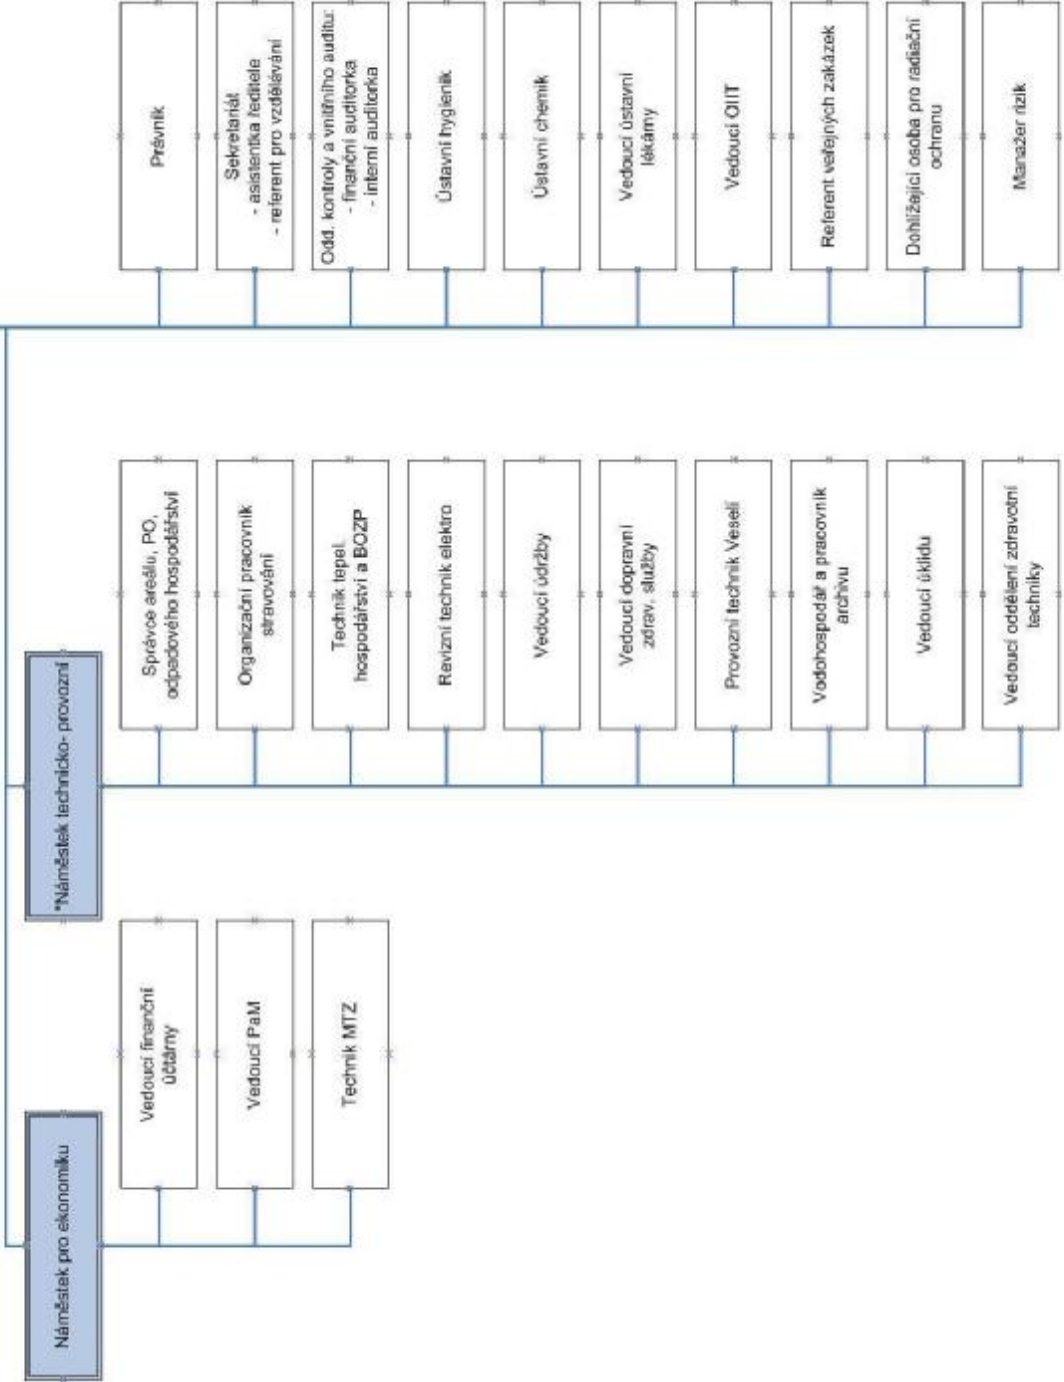 Náměstek pro ekonomiku
Vedoucí finanční
účtárny
Vedoucí PaM
Technik MTZ
*Náměstek technicko- provozní
Správce areálu, PO,
odpadového hospodářství
Organizační pracovník
stravování
Technik tepel.
hospodářství a BOZP
Revizní technik elektro
Vedoucí údržby
Vedoucí dopravní
zdrav. služby
Provozní technik Veselí
Vodohospodář a pracovník
archivu
Vedoucí úklidu
Vedoucí oddělení zdravotní
techniky
Právník
Sekretariát
- asistentka ředitele
- referent pro vzdělávání
Odd. kontroly a vnitřního auditu:
- finanční auditorka
- interní auditorka
Ústavní hygienik
Ústavní chemik
Vedoucí ústavní
lékárny
Vedoucí OIIT
Referent veřejných zakázek
Dohlížející osoba pro radiační
ochranu
Manažer rizik